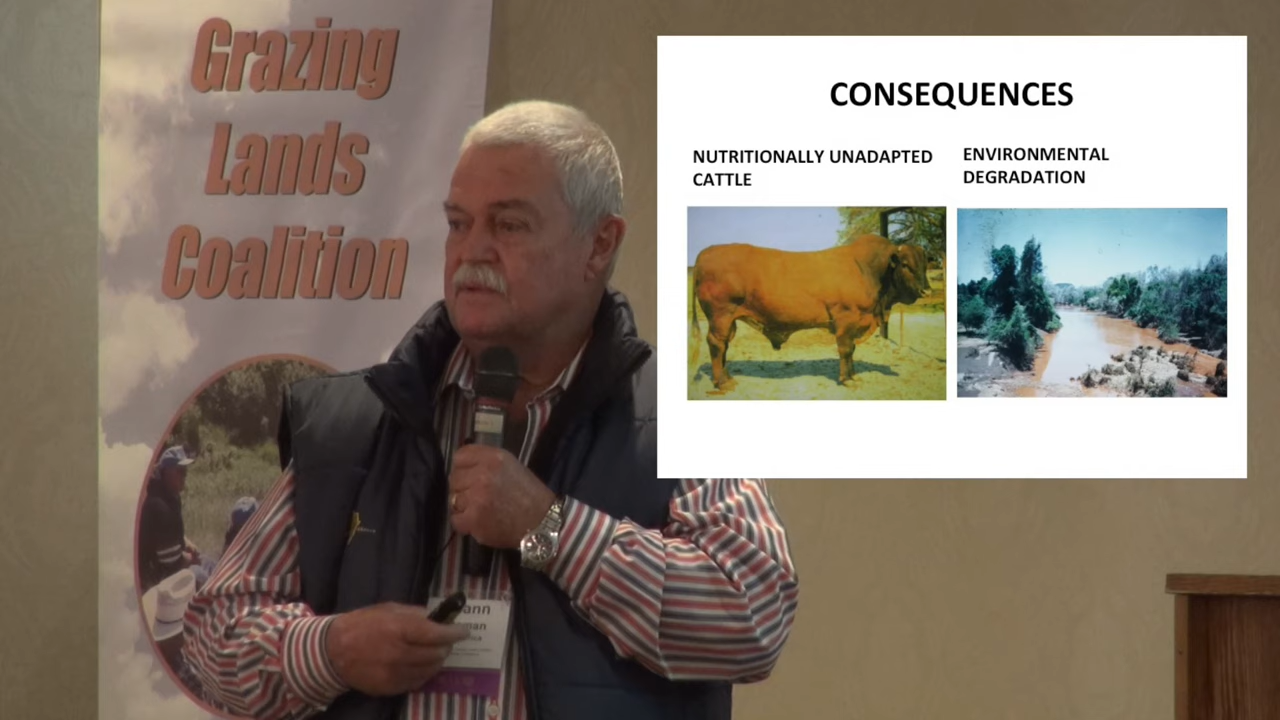 Grazing
Lands
Coalition
CONSEQUENCES
NUTRITIONALLY UNADAPTED
CATTLE
ENVIRONMENTAL
DEGRADATION